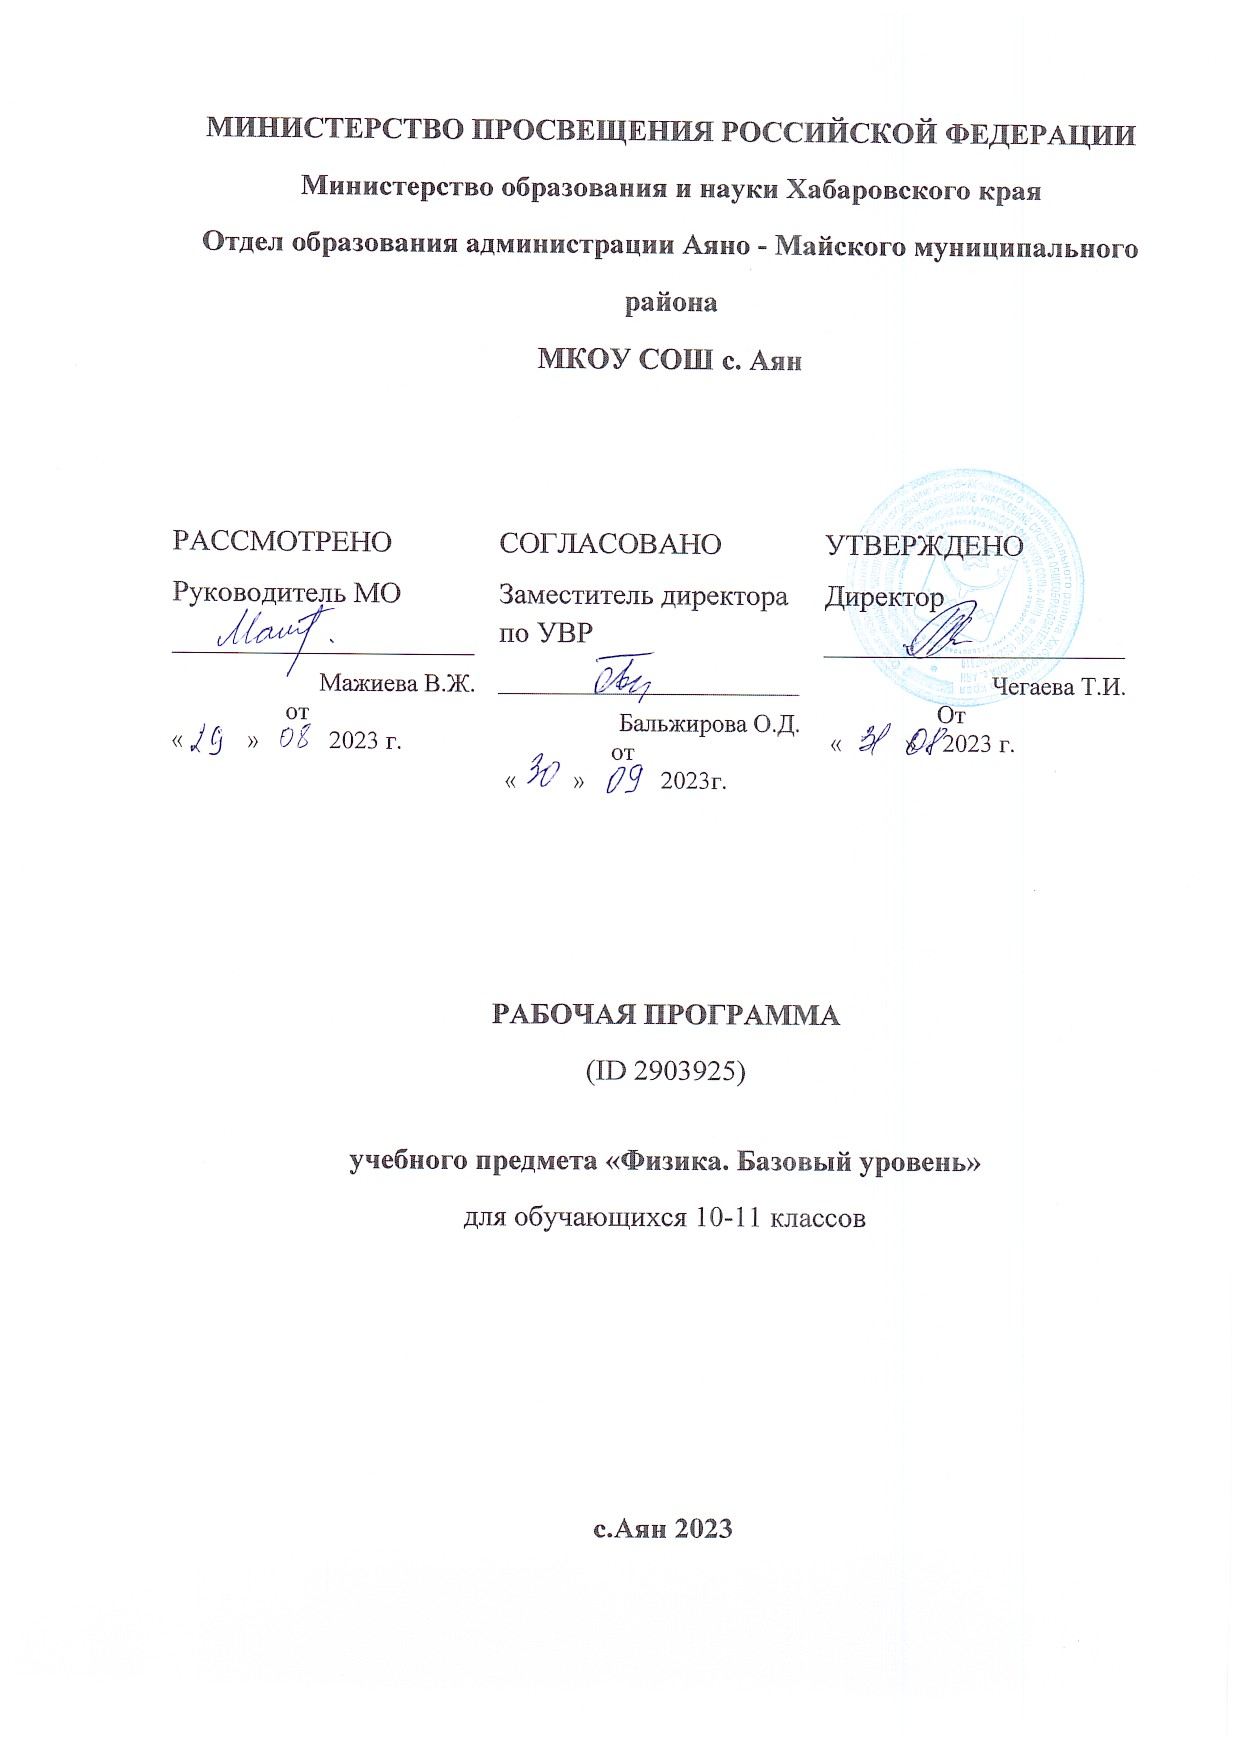 МИНИСТЕРСТВО ПРОСВЕЩЕНИЯ РОССИЙСКОЙ ФЕДЕРАЦИИ
Министерство образования и науки Хабаровского края
Отдел образования администрации Аяно - Майского муниципального
района
МКОУ СОШ с. Аян
РАССМОТРЕНО
Руководитель МО
Мажиева В.Ж.
от
« 29 » 08 2023 г.
СОГЛАСОВАНО
Заместитель директора
по УВР
Бальжирова О.Д.
от
« 30 » 09 2023г.
УТВЕРЖДЕНО
Директор
Чегаева Т.И.
От
« 31 08 2023 г.
РАБОЧАЯ ПРОГРАММА
(ID 2903925)
учебного предмета «Физика. Базовый уровень»
для обучающихся 10-11 классов
с.Аян 2023